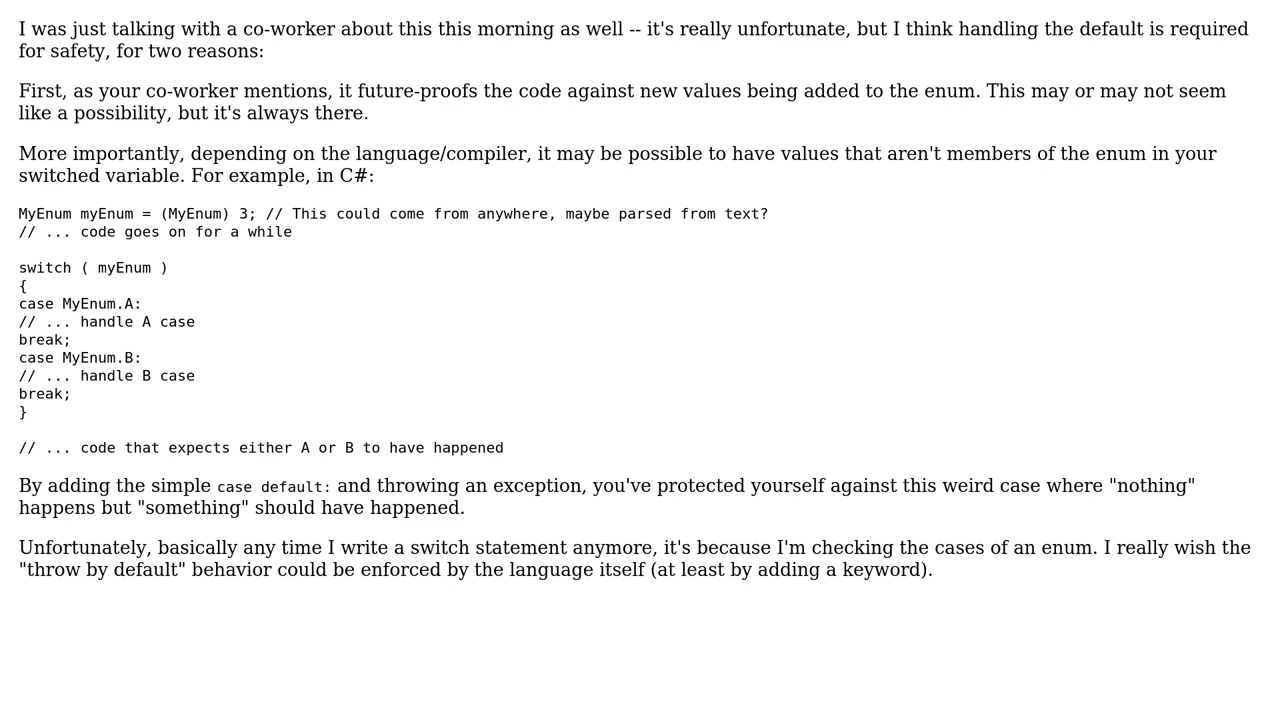 I was just talking with a co-worker about this this morning as well -- it's really unfortunate, but I think handling the default is required
for safety, for two reasons:
First, as your co-worker mentions, it future-proofs the code against new values being added to the enum. This may or may not seem
like a possibility, but it's always there.
More importantly, depending on the language/compiler, it may be possible to have values that aren't members of the enum in your
switched variable. For example, in C#:
MyEnum myEnum = (MyEnum) 3; // This could come from anywhere, maybe parsed from text?
// ... code goes on for a while
switch ( myEnum )
{
case MyEnum.A:
// ... handle A case
break;
case MyEnum.B:
// ... handle B case
break;
}
// ... code that expects either A or B to have happened
By adding the simple case default: and throwing an exception, you've protected yourself against this weird case where "nothing"
happens but "something" should have happened.
Unfortunately, basically any time I write a switch statement anymore, it's because I'm checking the cases of an enum. I really wish the
"throw by default" behavior could be enforced by the language itself (at least by adding a keyword).